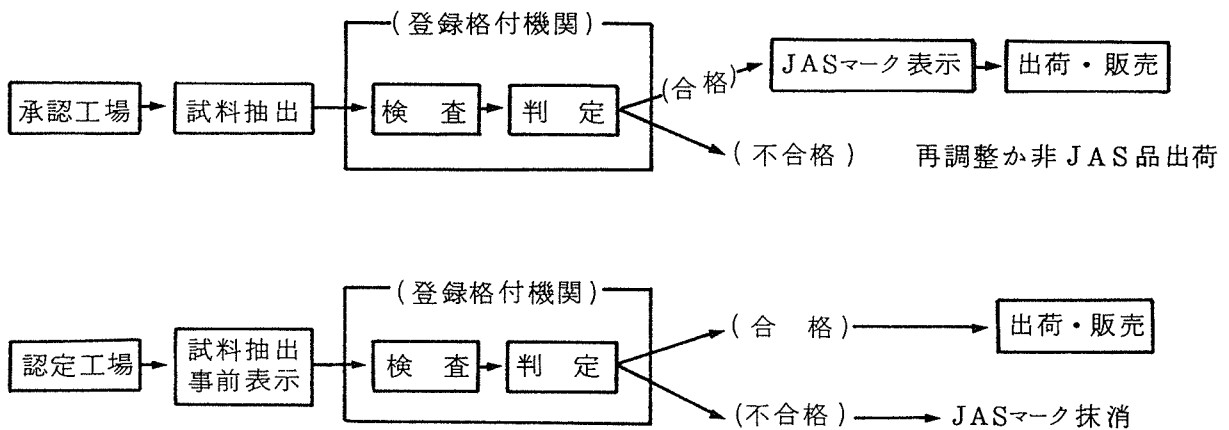 (登録格付機関)
承認工場 試料抽出 検査 判定 (合格) JASマーク表示 出荷・販売
(不合格) 再調整か非JAS品出荷
(登録格付機関)
認定工場 試料抽出 事前表示 検査 判定 (合格) 出荷・販売
(不合格) JASマーク抹消